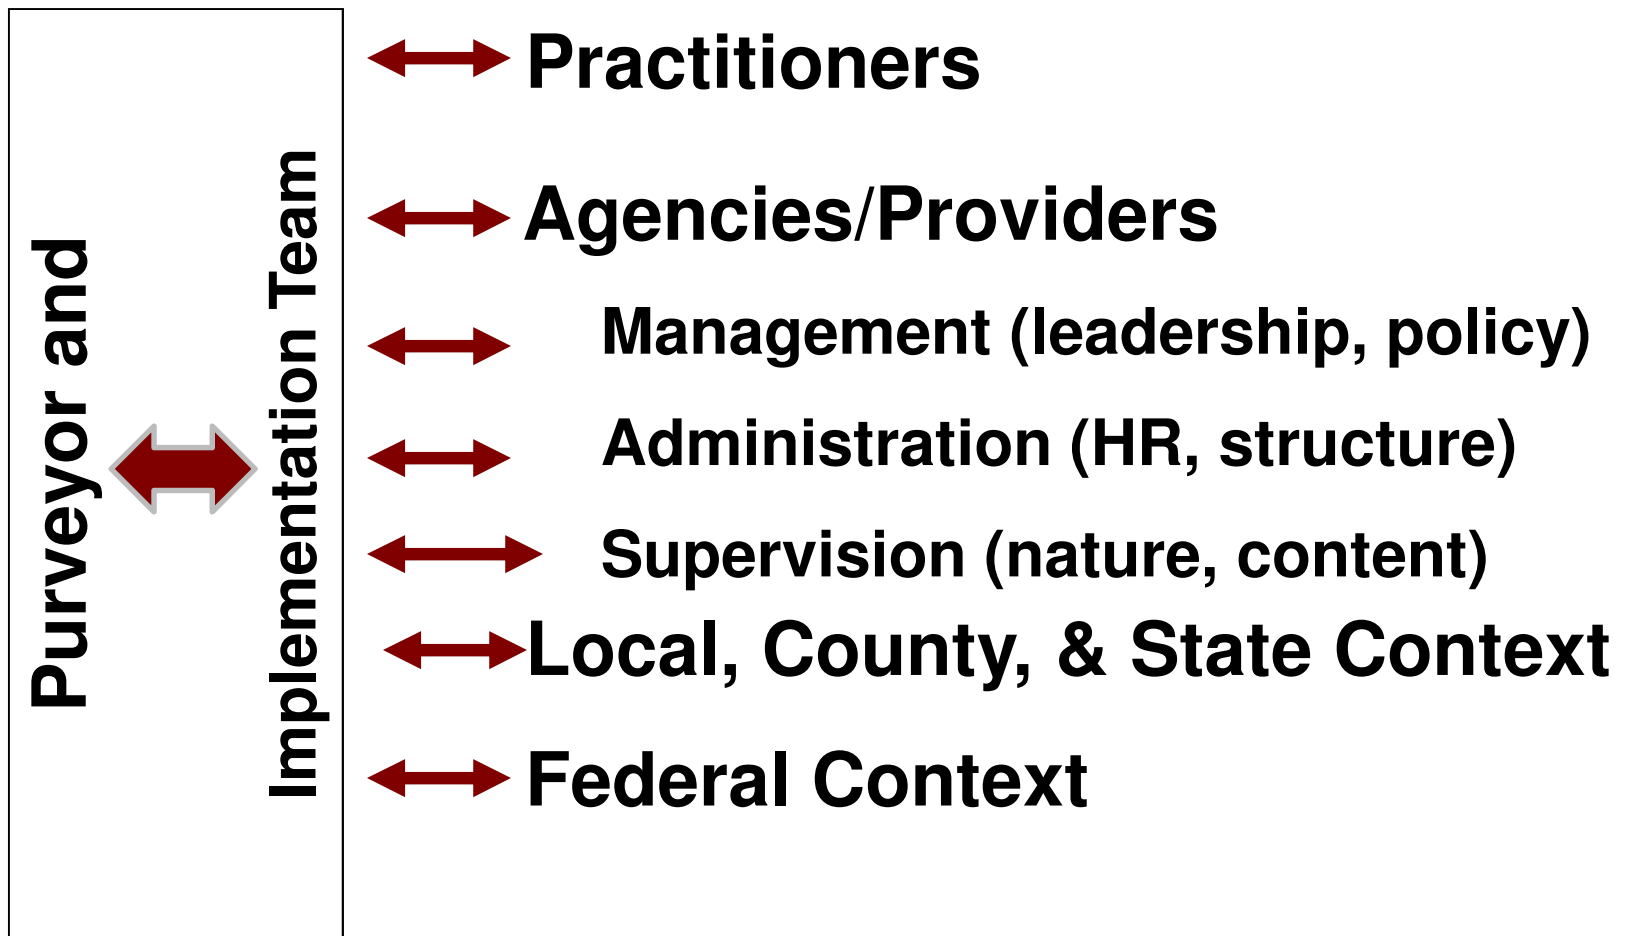 Purveyor and
Implementation Team
Practitioners
Agencies/Providers
Management (leadership, policy)
Administration (HR, structure)
Supervision (nature, content)
Local, County, & State Context
Federal Context